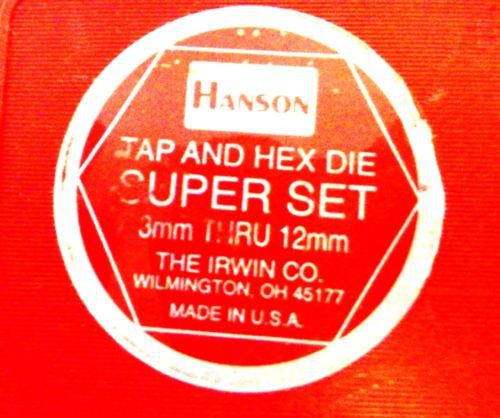 HANSON
TAP AND HEX DIE
SUPER SET
3mm THRU 12mm
THE IRWIN CO.
WILMINGTON, OH 45177
MADE IN U.S.A.